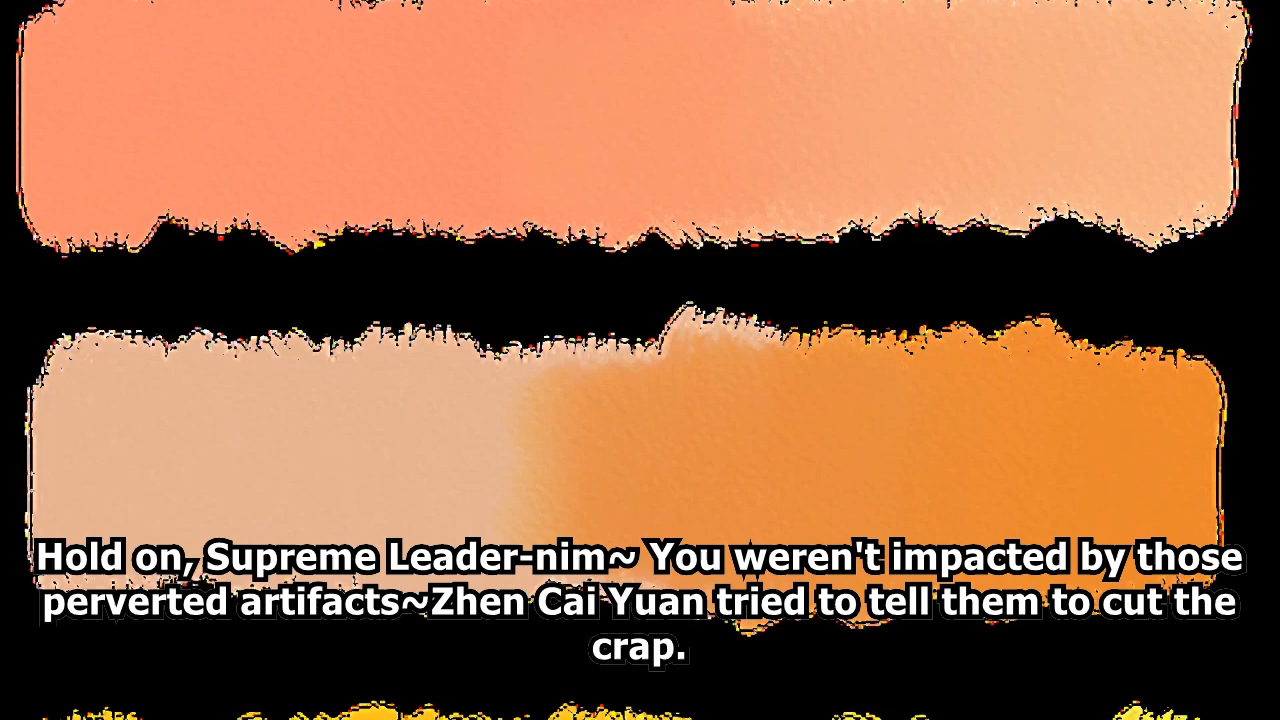 Hold on, Supreme Leader-nim~ You weren't impacted by those
perverted artifacts~Zhen Cai Yuan tried to tell them to cut the
crap.